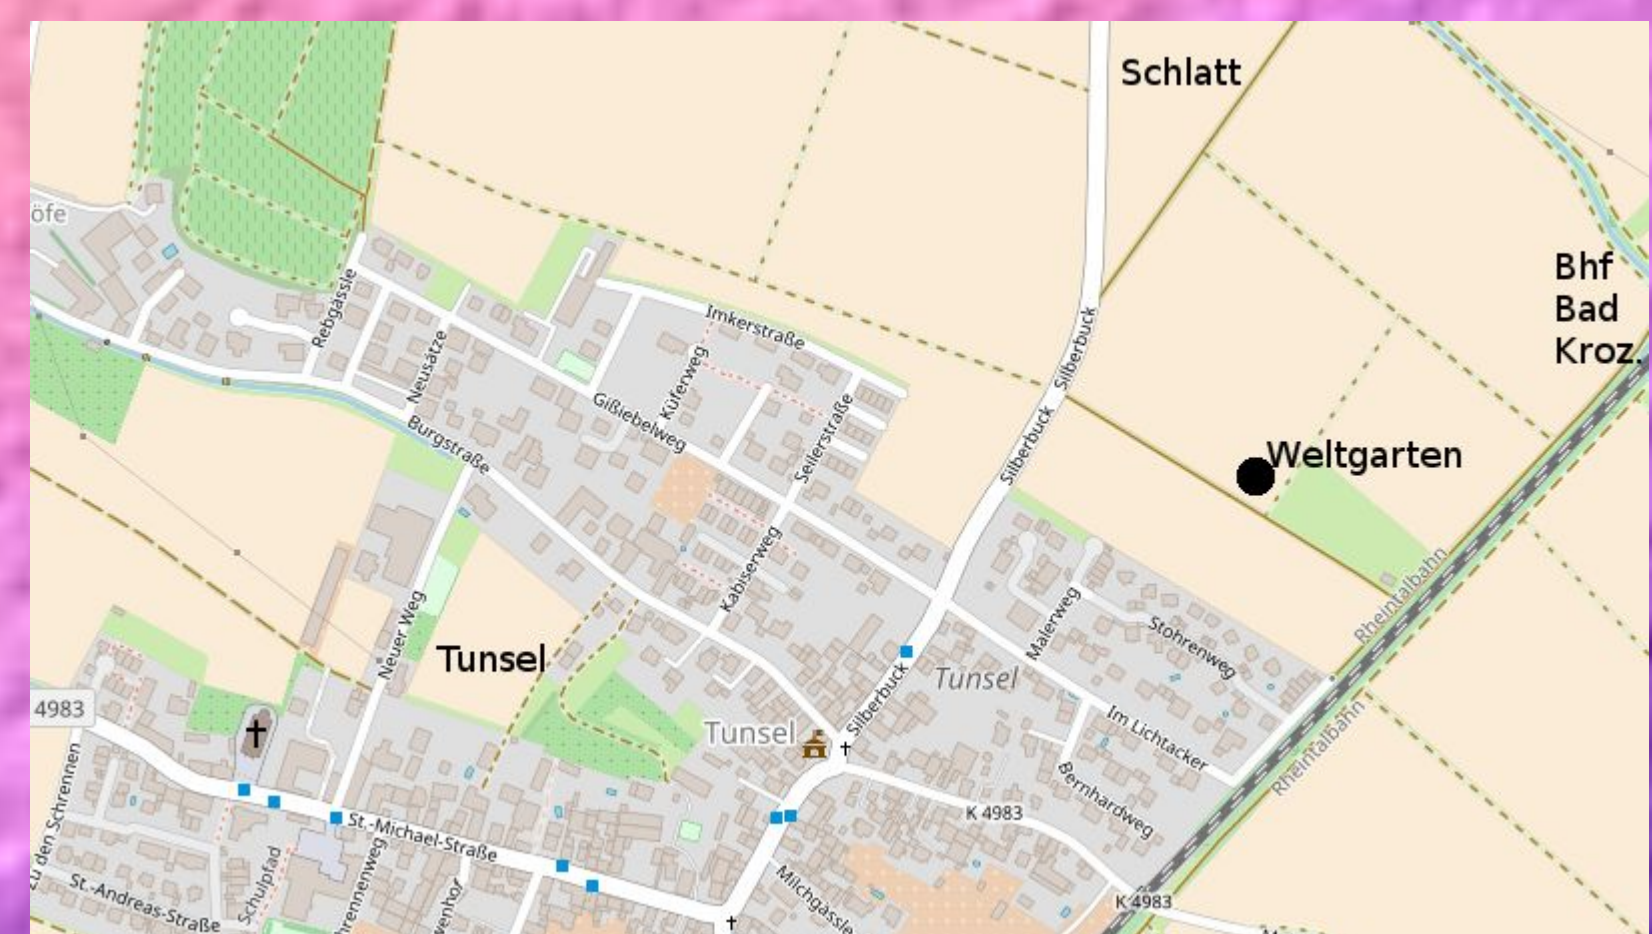 Schlatt
öfe
Bhf
Bad
Kroz.
Rebgässle
Imkerstraße
Silberbuck
Neusätze
Küferweg
Gißiebelweg
Seilerstraße
Silberbuck
Burgstraße
Weltgarten
Kabiserweg
Rheintalbahn
Neuer Weg
Malerweg
Stohrenweg
Tunsel
Silberbuck
Tunsel
4983
Tunsel
Im Lichtacker
Rheintalbahn
Bernhardweg
zu den Schrennen
K 4983
St.-Michael-Straße
Schulpfad
Milchgässle
St.-Andreas-Straße
K 4983